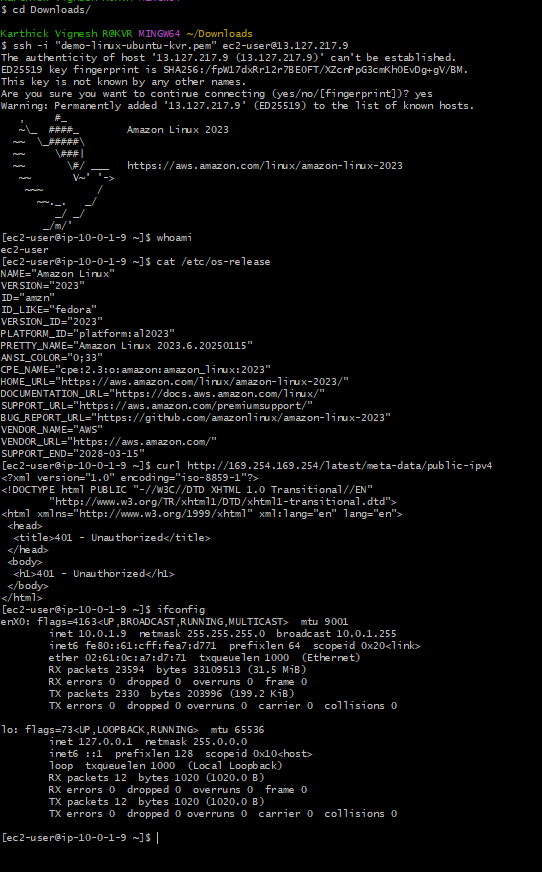 $ cd Downloads/
Karthick Vignesh R@KVR MINGW64 ~/Downloads
$ ssh -i "demo-linux-ubuntu-kvr.pem" ec2-user@13.127.217.9
The authenticity of host '13.127.217.9 (13.127.217.9)' can't be established.
ED25519 key fingerprint is SHA256:/fpW17dxRr12r7BE0FT/XZcnPpG3cmKhOEvDg+gV/BM.
This key is not known by any other names.
Are you sure you want to continue connecting (yes/no/[fingerprint])? yes
Warning: Permanently added '13.127.217.9' (ED25519) to the list of known hosts.
   ,     #_
   ~\_  ####_        Amazon Linux 2023
  ~~  \_#####\
  ~~     \###|
  ~~       \#/ ___   https://aws.amazon.com/linux/amazon-linux-2023
   ~~       V~' '->
    ~~~         /
      ~~._.   _/
         _/ _/
       _/m/'
[ec2-user@ip-10-0-1-9 ~]$ whoami
ec2-user
[ec2-user@ip-10-0-1-9 ~]$ cat /etc/os-release
NAME="Amazon Linux"
VERSION="2023"
ID="amzn"
ID_LIKE="fedora"
VERSION_ID="2023"
PLATFORM_ID="platform:al2023"
PRETTY_NAME="Amazon Linux 2023.6.20250115"
ANSI_COLOR="0;33"
CPE_NAME="cpe:2.3:o:amazon:amazon_linux:2023"
HOME_URL="https://aws.amazon.com/linux/amazon-linux-2023/"
DOCUMENTATION_URL="https://docs.aws.amazon.com/linux/"
SUPPORT_URL="https://aws.amazon.com/premiumsupport/"
BUG_REPORT_URL="https://github.com/amazonlinux/amazon-linux-2023"
VENDOR_NAME="AWS"
VENDOR_URL="https://aws.amazon.com/"
SUPPORT_END="2028-03-15"
[ec2-user@ip-10-0-1-9 ~]$ curl http://169.254.169.254/latest/meta-data/public-ipv4
<?xml version="1.0" encoding="iso-8859-1"?>
<!DOCTYPE html PUBLIC "-//W3C//DTD XHTML 1.0 Transitional//EN"
        "http://www.w3.org/TR/xhtml1/DTD/xhtml1-transitional.dtd">
<html xmlns="http://www.w3.org/1999/xhtml" xml:lang="en" lang="en">
 <head>
  <title>401 - Unauthorized</title>
 </head>
 <body>
  <h1>401 - Unauthorized</h1>
 </body>
</html>
[ec2-user@ip-10-0-1-9 ~]$ ifconfig
enX0: flags=4163<UP,BROADCAST,RUNNING,MULTICAST>  mtu 9001
        inet 10.0.1.9  netmask 255.255.255.0  broadcast 10.0.1.255
        inet6 fe80::61:cff:fea7:d771  prefixlen 64  scopeid 0x20<link>
        ether 02:61:0c:a7:d7:71  txqueuelen 1000  (Ethernet)
        RX packets 23594  bytes 33109513 (31.5 MiB)
        RX errors 0  dropped 0  overruns 0  frame 0
        TX packets 2330  bytes 203996 (199.2 KiB)
        TX errors 0  dropped 0 overruns 0  carrier 0  collisions 0
lo: flags=73<UP,LOOPBACK,RUNNING>  mtu 65536
        inet 127.0.0.1  netmask 255.0.0.0
        inet6 ::1  prefixlen 128  scopeid 0x10<host>
        loop  txqueuelen 1000  (Local Loopback)
        RX packets 12  bytes 1020 (1020.0 B)
        RX errors 0  dropped 0  overruns 0  frame 0
        TX packets 12  bytes 1020 (1020.0 B)
        TX errors 0  dropped 0 overruns 0  carrier 0  collisions 0
[ec2-user@ip-10-0-1-9 ~]$